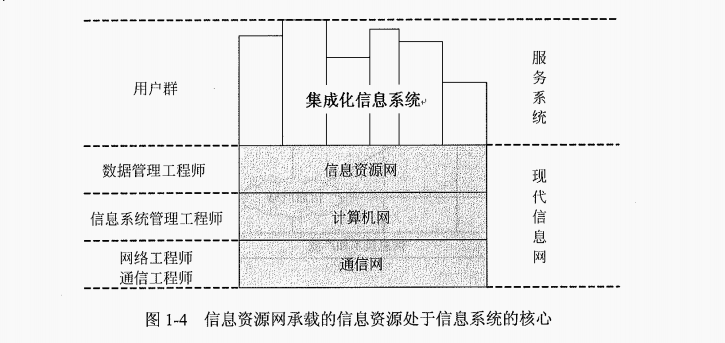 用户群
集成化信息系统
服务系统
数据管理工程师
信息资源网
信息系统管理工程师
计算机网
网络工程师
通信工程师
通信网
现代信息网
图 1-4 信息资源网承载的信息资源处于信息系统的核心